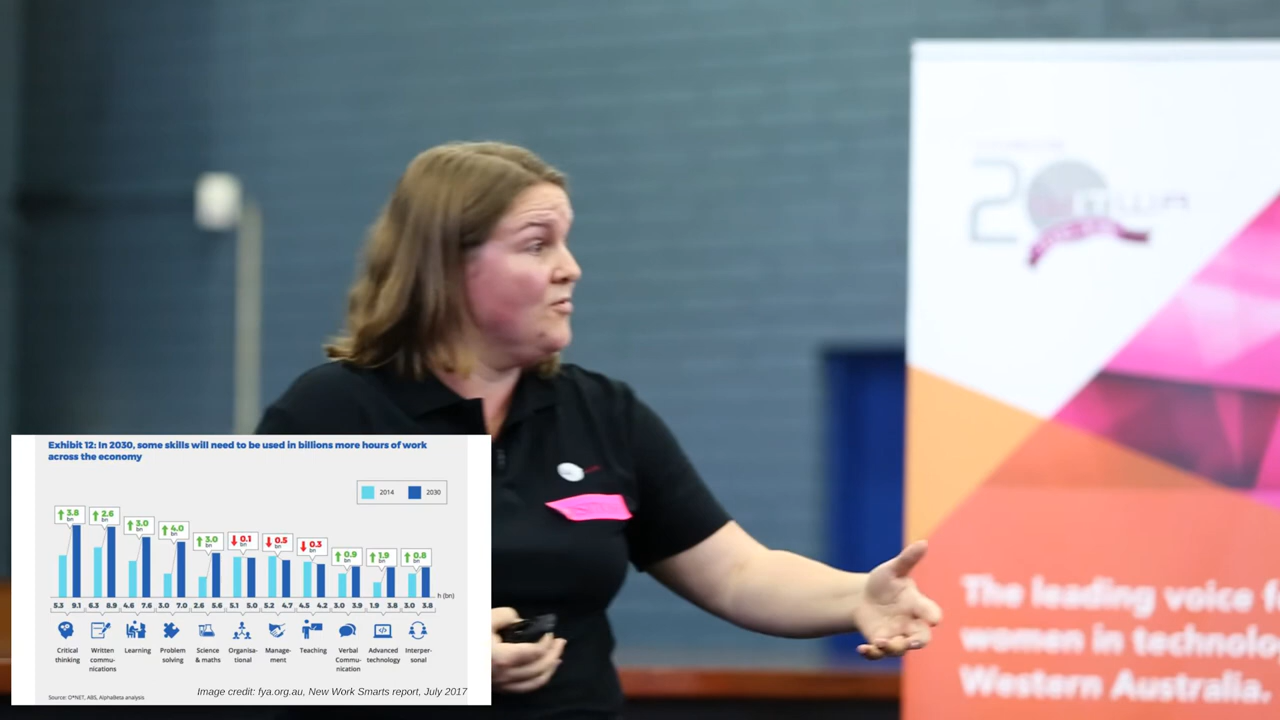 20
ITWA
The leading voice f
women in technolo
Western Australia.
Exhibit 12: In 2030, some skills will need to be used in billions more hours of work
across the economy
2014 2030
3.8 bn 2.6 bn 3.0 bn 4.0 bn 3.0 bn 0.1 bn 0.5 bn 0.3 bn 0.9 bn 1.9 bn 0.8 bn
h (bn)
5.3 9.1 6.3 8.9 4.6 7.6 3.0 7.0 2.6 5.6 5.1 5.0 5.2 4.7 4.5 4.2 3.0 3.9 1.9 3.8 3.0 3.8
Critical
thinking
Written
commu-
nications
Learning
Problem
solving
Science
& maths
Organisa-
tional
Manage-
ment
Teaching
Verbal
Commu-
nication
Advanced
technology
Interper-
sonal
Source: O*NET, ABS, AlphaBeta analysis
Image credit: fya.org.au, New Work Smarts report, July 2017